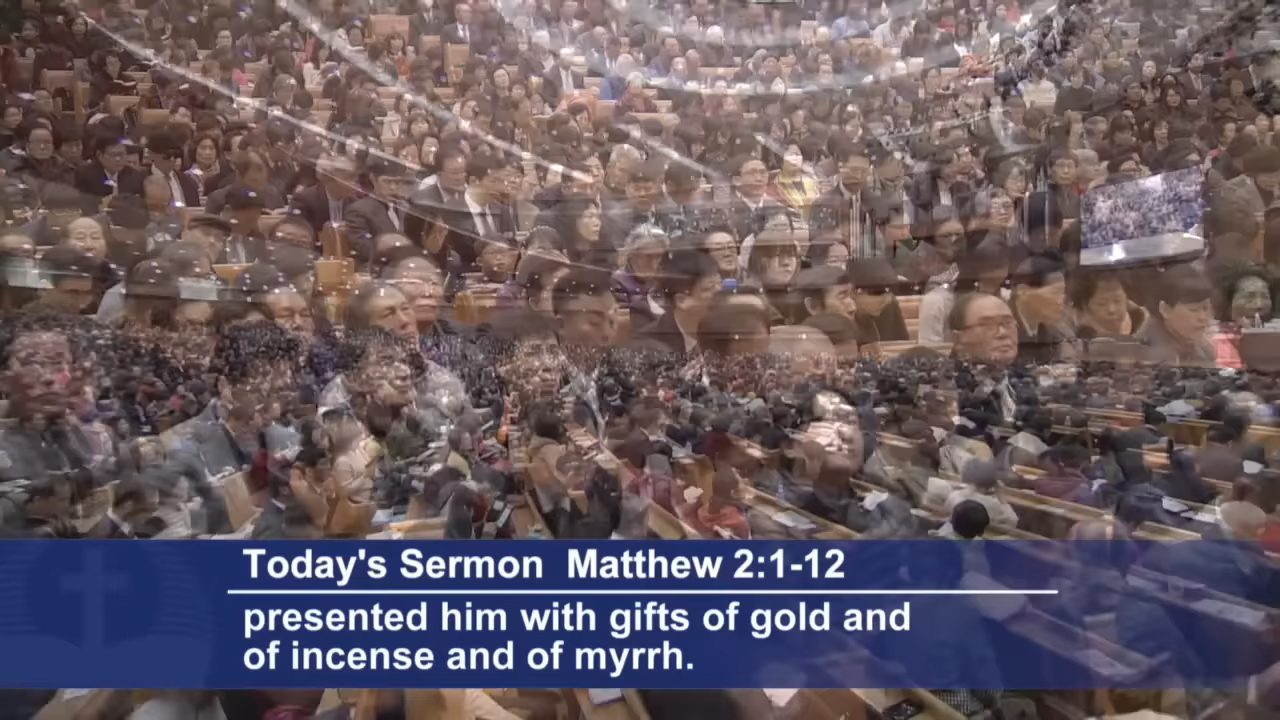 Today's Sermon  Matthew 2:1-12
presented him with gifts of gold and
of incense and of myrrh.